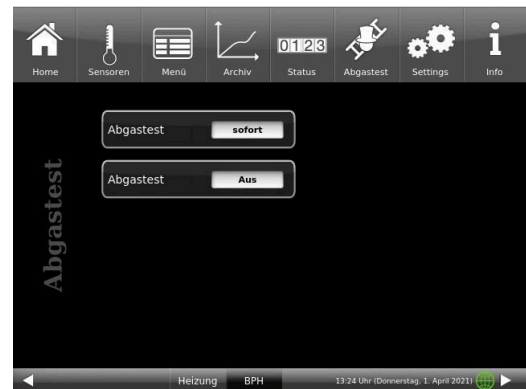 0123
Home Sensoren Menü Archiv Status Abgastest Settings Info
Abgastest sofort
Abgastest Aus
Abgastest
Heizung BPH 13:24 Uhr (Donnerstag, 1. April 2021)